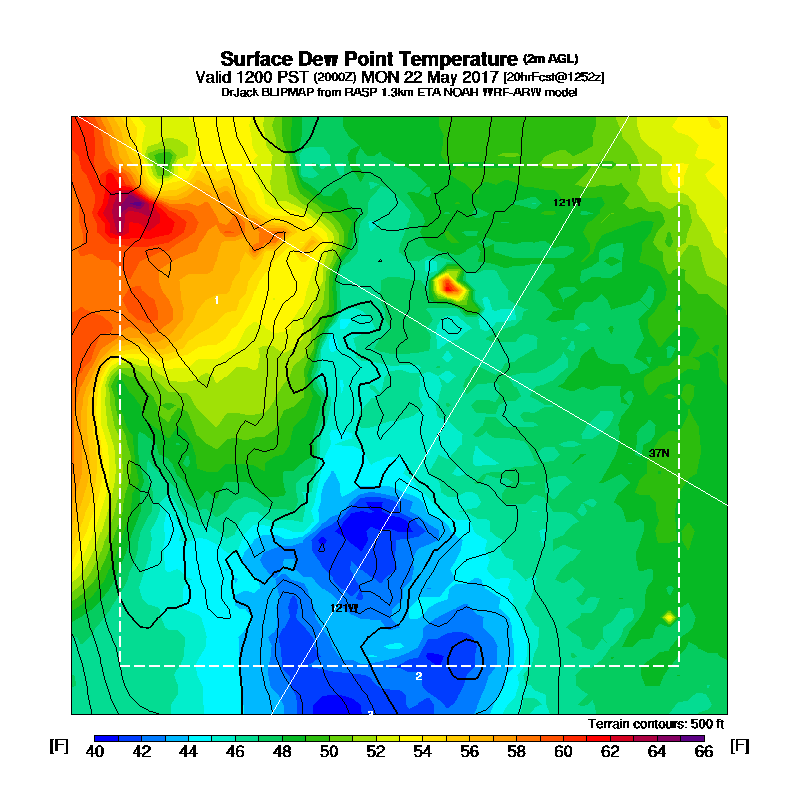 Surface Dew Point Temperature (2m AGL)
Valid 1200 PST (2000Z) MON 22 May 2017 [20hrFcst@1252z]
DrJack BLIPMAP from RASP 1.3km ETA NOAH WRF-ARW model
121W
1
37N
121W
2
Terrain contours: 500 ft
[F] 40 42 44 46 48 50 52 54 56 58 60 62 64 66 [F]